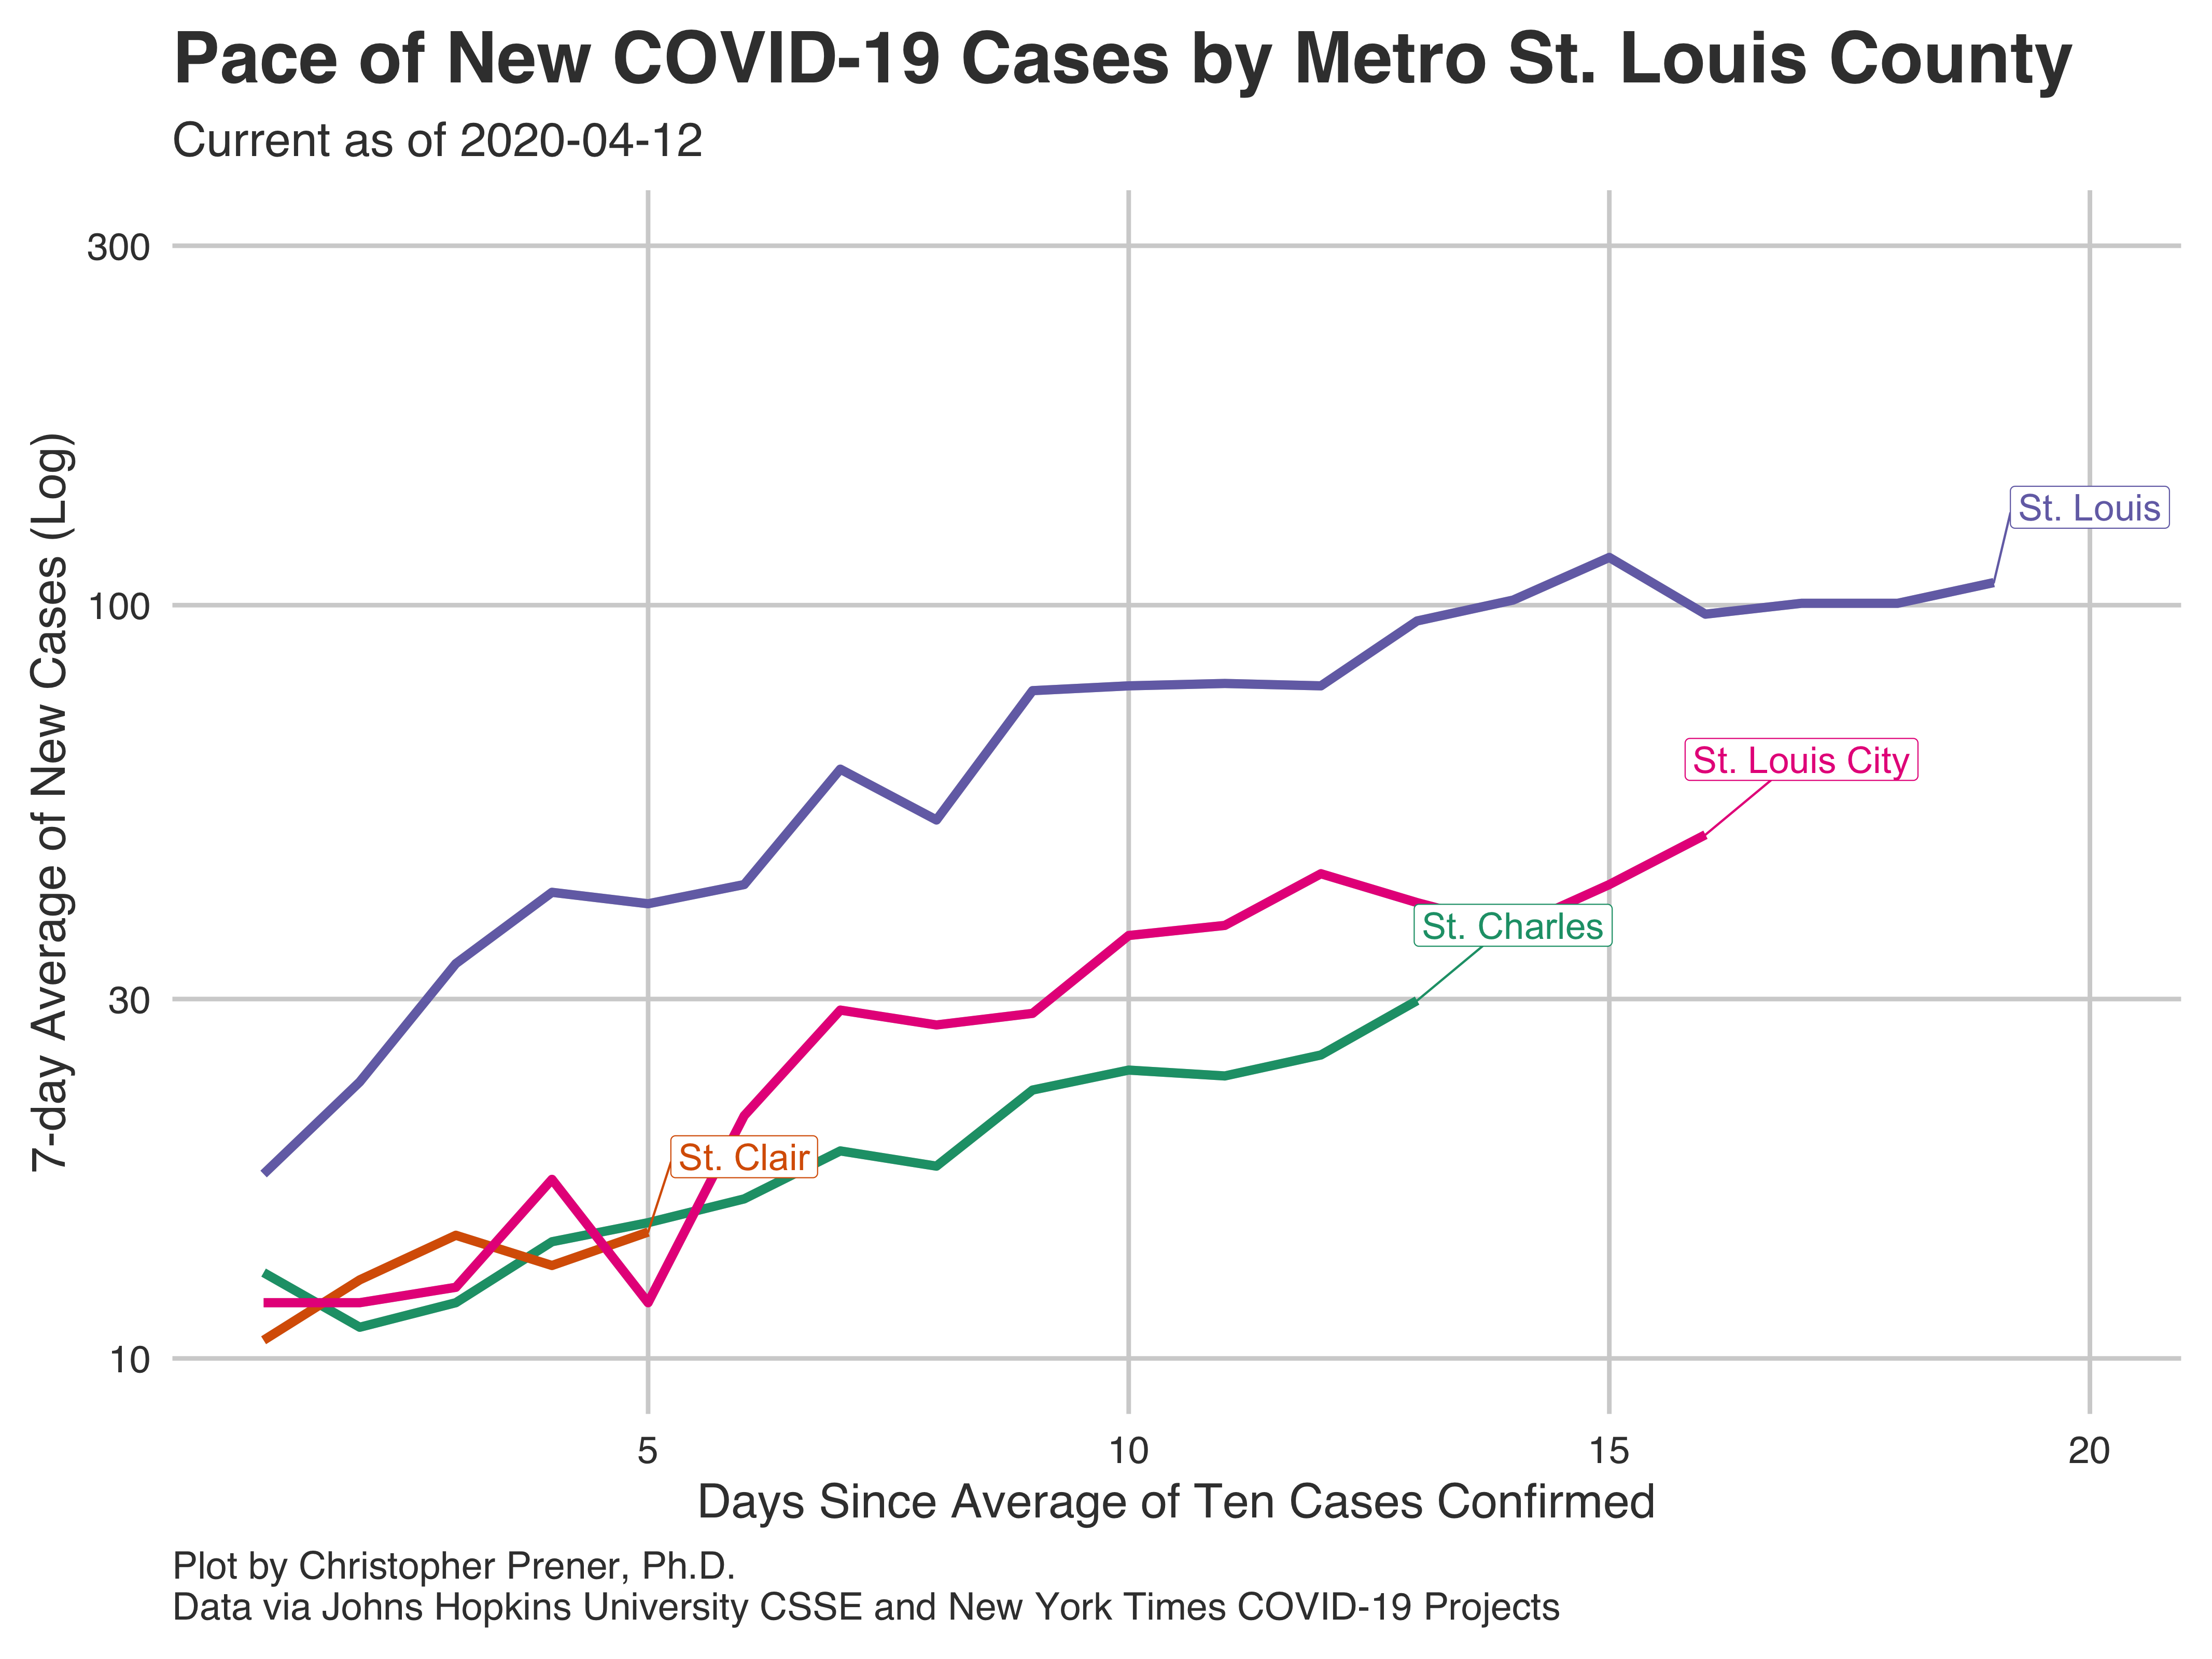 Pace of New COVID-19 Cases by Metro St. Louis County
Current as of 2020-04-12
7-day Average of New Cases (Log)
300
100
30
10
St. Louis
St. Louis City
St. Charles
St. Clair
5
10
15
20
Days Since Average of Ten Cases Confirmed
Plot by Christopher Prener, Ph.D.
Data via Johns Hopkins University CSSE and New York Times COVID-19 Projects